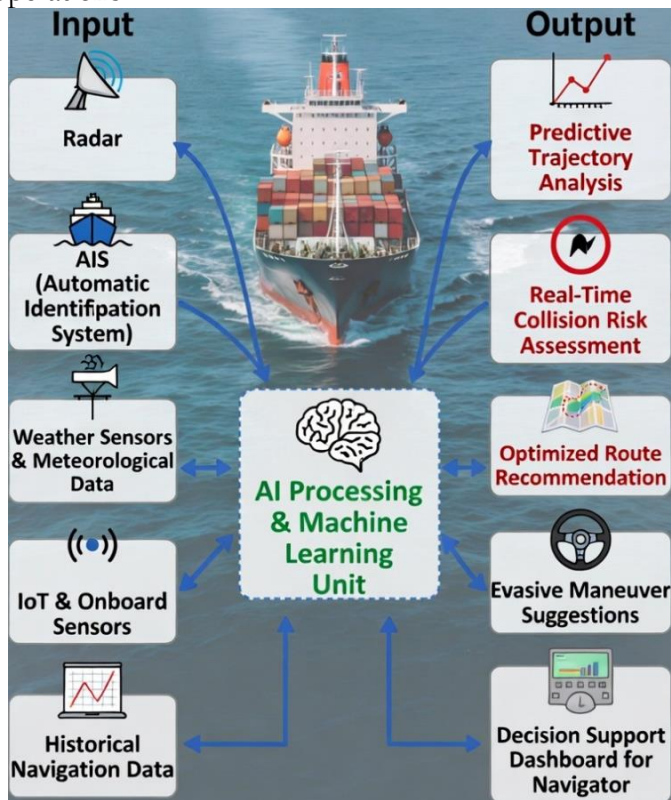 Input
Output
Radar
AIS
(Automatic
Identifipation
System)
Weather Sensors
& Meteorological
Data
IoT & Onboard
Sensors
Historical
Navigation Data
AI Processing
& Machine
Learning
Unit
Predictive
Trajectory
Analysis
Real-Time
Collision Risk
Assessment
Optimized Route
Recommendation
Evasive Maneuver
Suggestions
Decision Support
Dashboard for
Navigator